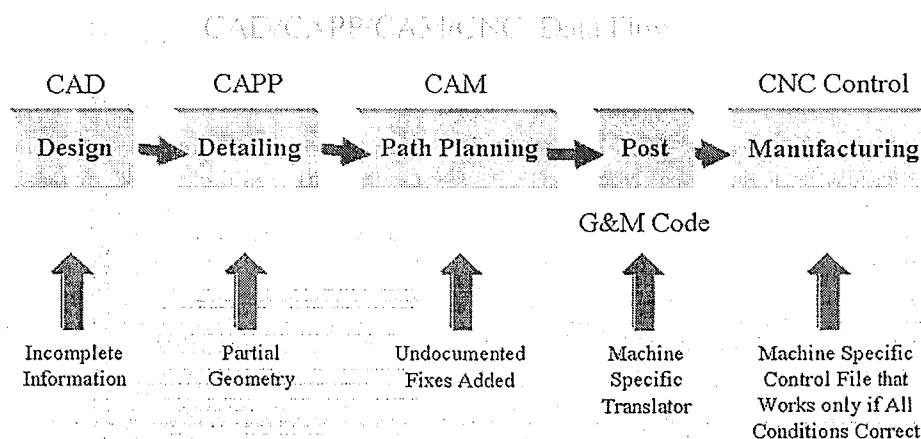 CAD/CAPP/CAM/CNC Data Flow
CAD
CAPP
CAM
CNC Control
Design
Detailing
Path Planning
Post
Manufacturing
G&M Code
Incomplete
Information
Partial
Geometry
Undocumented
Fixes Added
Machine
Specific
Translator
Machine Specific
Control File that
Works only if All
Conditions Correct